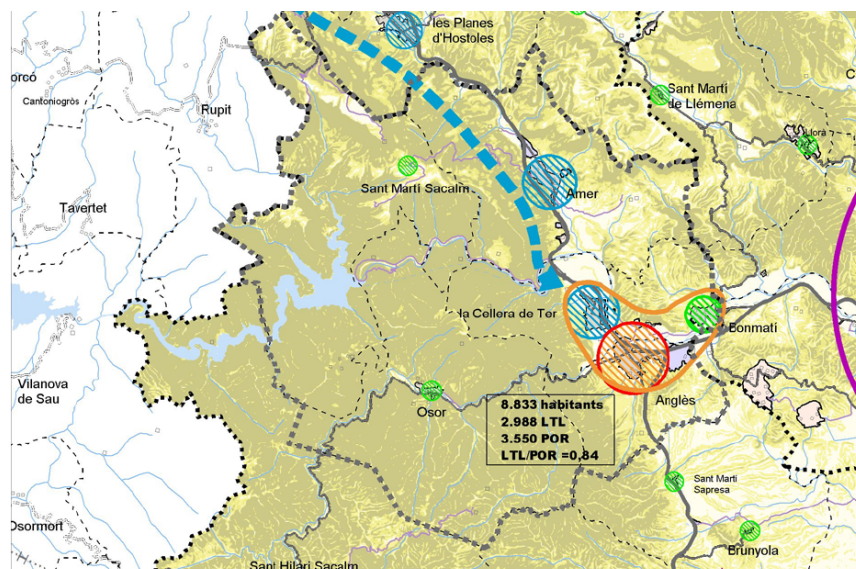 les Planes
d'Hostoles
Cantoniogròs
Rupit
Sant Martí
de Llémena
Llorà
Sant Martí Sacalm
Amer
Tavertet
la Cellera de Ter
Bonmatí
Vilanova
de Sau
Osor
Anglès
8.833 habitants
2.988 LTL
3.550 POR
LTL/POR =0,84
Sant Martí
Sapresa
Brunyola
Osormort
Sant Hilari Sacalm